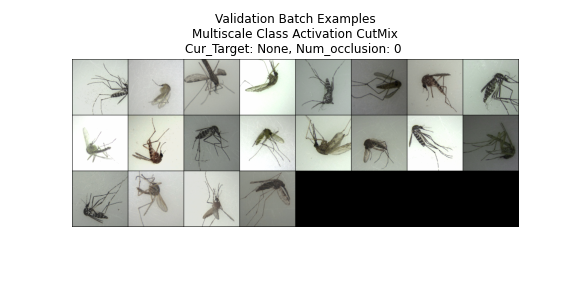 Validation Batch Examples
Multiscale Class Activation CutMix
Cur_Target: None, Num_occlusion: 0